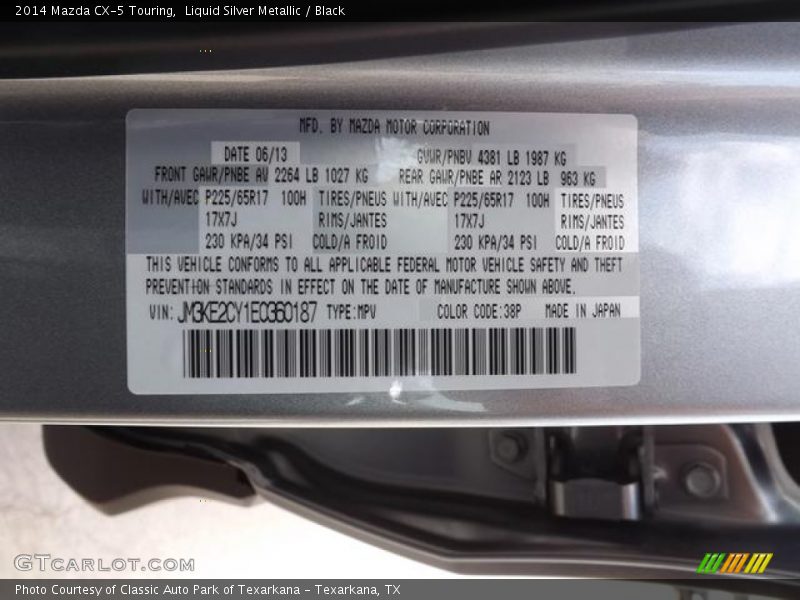 2014 Mazda CX-5 Touring,  Liquid Silver Metallic / Black
MFD. BY MAZDA MOTOR CORPORATION
DATE 06/13 GVWR/PNBV 4381 LB 1987 KG
FRONT GAWR/PNBE AV 2264 LB 1027 KG REAR GAWR/PNBE AR 2123 LB 963 KG
WITH/AVEC P225/65R17 100H TIRES/PNEUS WITH/AVEC P225/65R17 100H TIRES/PNEUS
17X7J RIMS/JANTES 17X7J RIMS/JANTES
230 KPA/34 PSI COLD/A FROID 230 KPA/34 PSI COLD/A FROID
THIS VEHICLE CONFORMS TO ALL APPLICABLE FEDERAL MOTOR VEHICLE SAFETY AND THEFT
PREVENTION STANDARDS IN EFFECT ON THE DATE OF MANUFACTURE SHOWN ABOVE.
VIN: JM3KE2CY1E0360187 TYPE:MPV COLOR CODE:38P MADE IN JAPAN
GTCARLOT.COM
Photo Courtesy of Classic Auto Park of Texarkana - Texarkana, TX